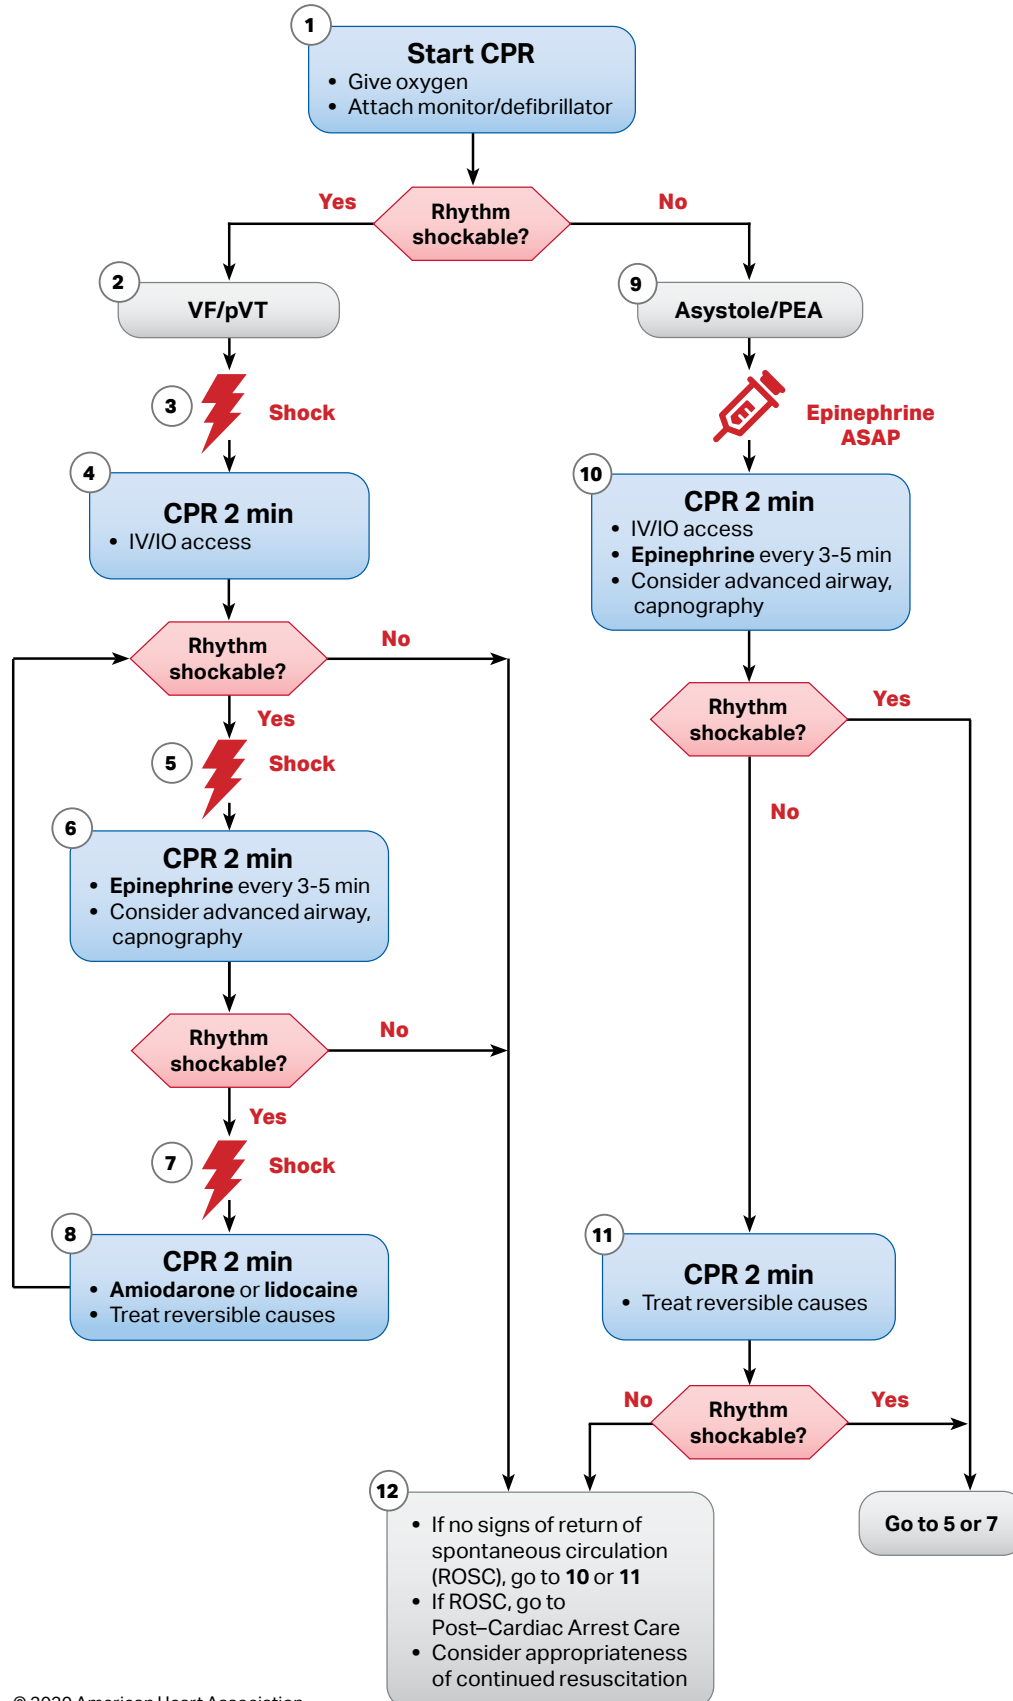 1
Start CPR
• Give oxygen
• Attach monitor/defibrillator
Rhythm
shockable?
Yes
No
2
VF/pVT
3
Shock
4
CPR 2 min
• IV/IO access
Rhythm
shockable?
No
Yes
5
Shock
6
CPR 2 min
• Epinephrine every 3-5 min
• Consider advanced airway,
capnography
Rhythm
shockable?
No
Yes
7
Shock
8
CPR 2 min
• Amiodarone or lidocaine
• Treat reversible causes
9
Asystole/PEA
Epinephrine
ASAP
10
CPR 2 min
• IV/IO access
• Epinephrine every 3-5 min
• Consider advanced airway,
capnography
Rhythm
shockable?
Yes
No
11
CPR 2 min
• Treat reversible causes
Rhythm
shockable?
No
Yes
12
• If no signs of return of
spontaneous circulation
(ROSC), go to 10 or 11
• If ROSC, go to
Post–Cardiac Arrest Care
• Consider appropriateness
of continued resuscitation
Go to 5 or 7
© 2020 American Heart Association